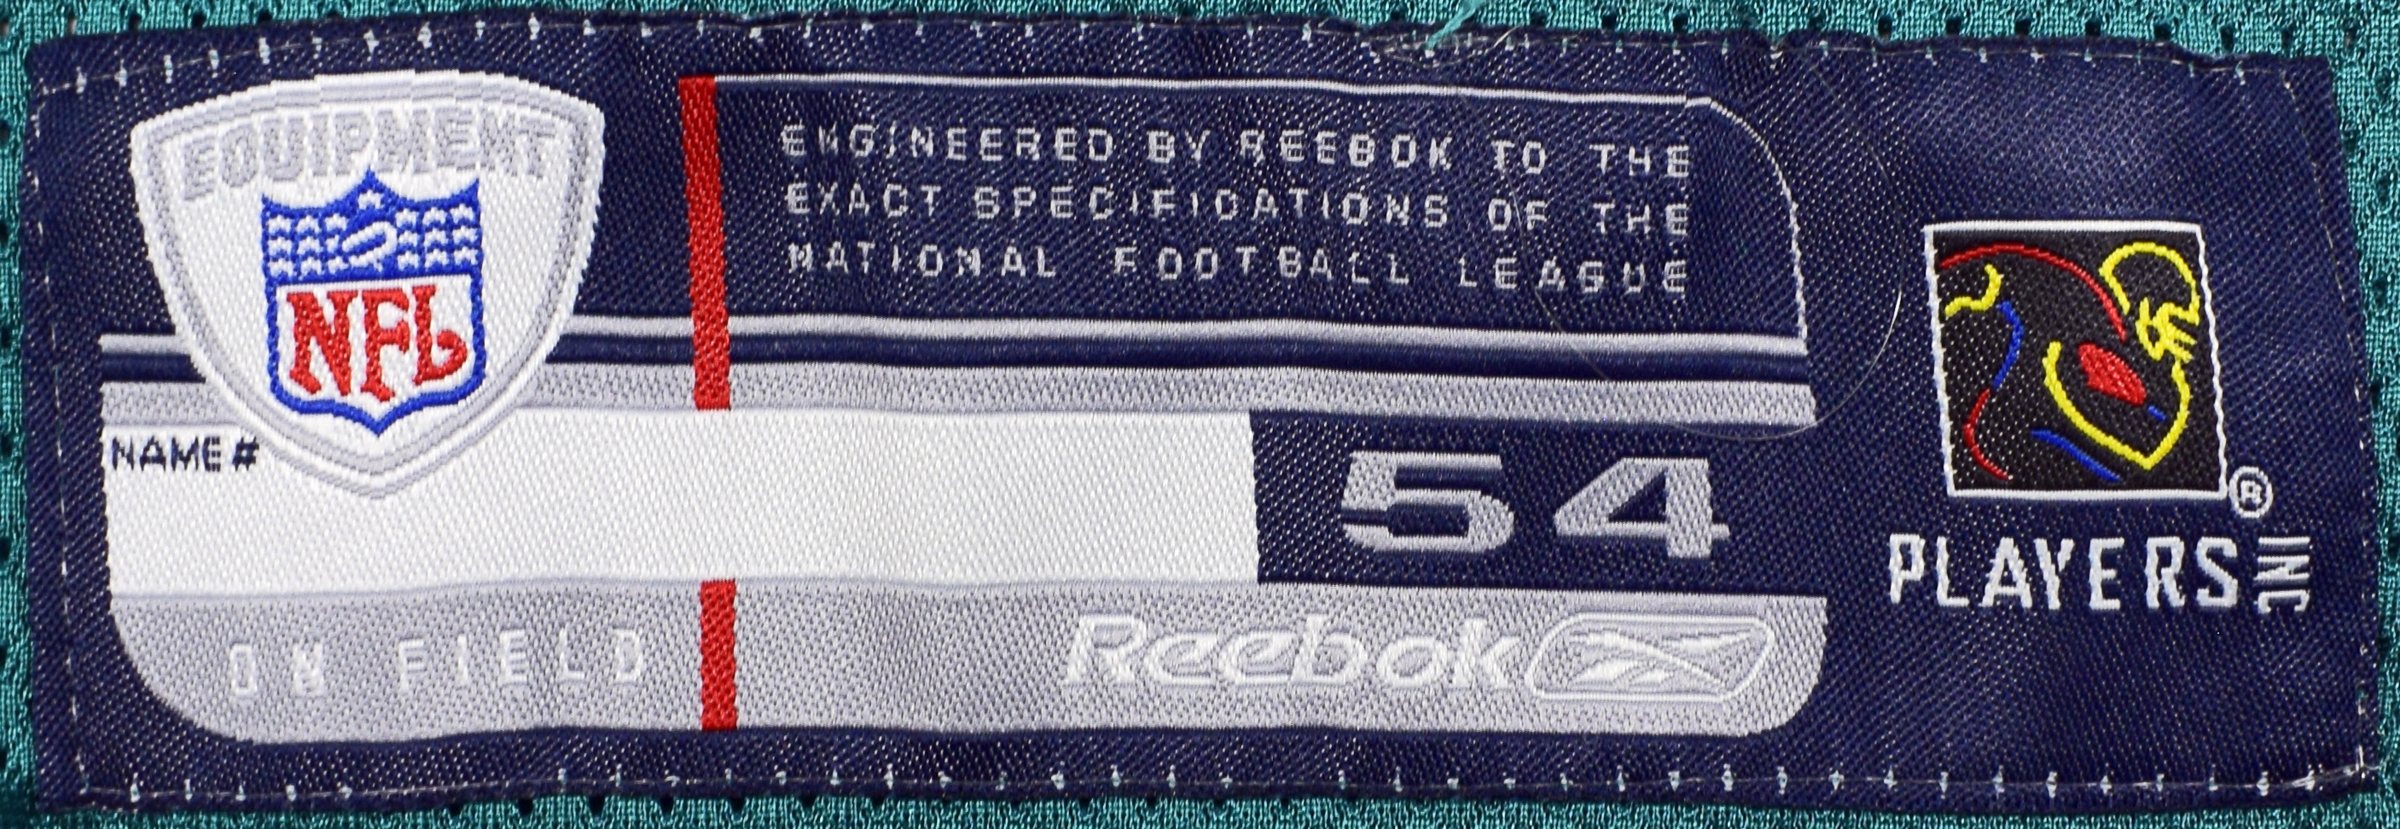 EQUIPMENT
NFL
ENGINEERED BY REEBOK TO THE
EXACT SPECIFICATIONS OF THE
NATIONAL FOOTBALL LEAGUE
NAME #
54
ON FIELD
Reebok
®
PLAYERS INC